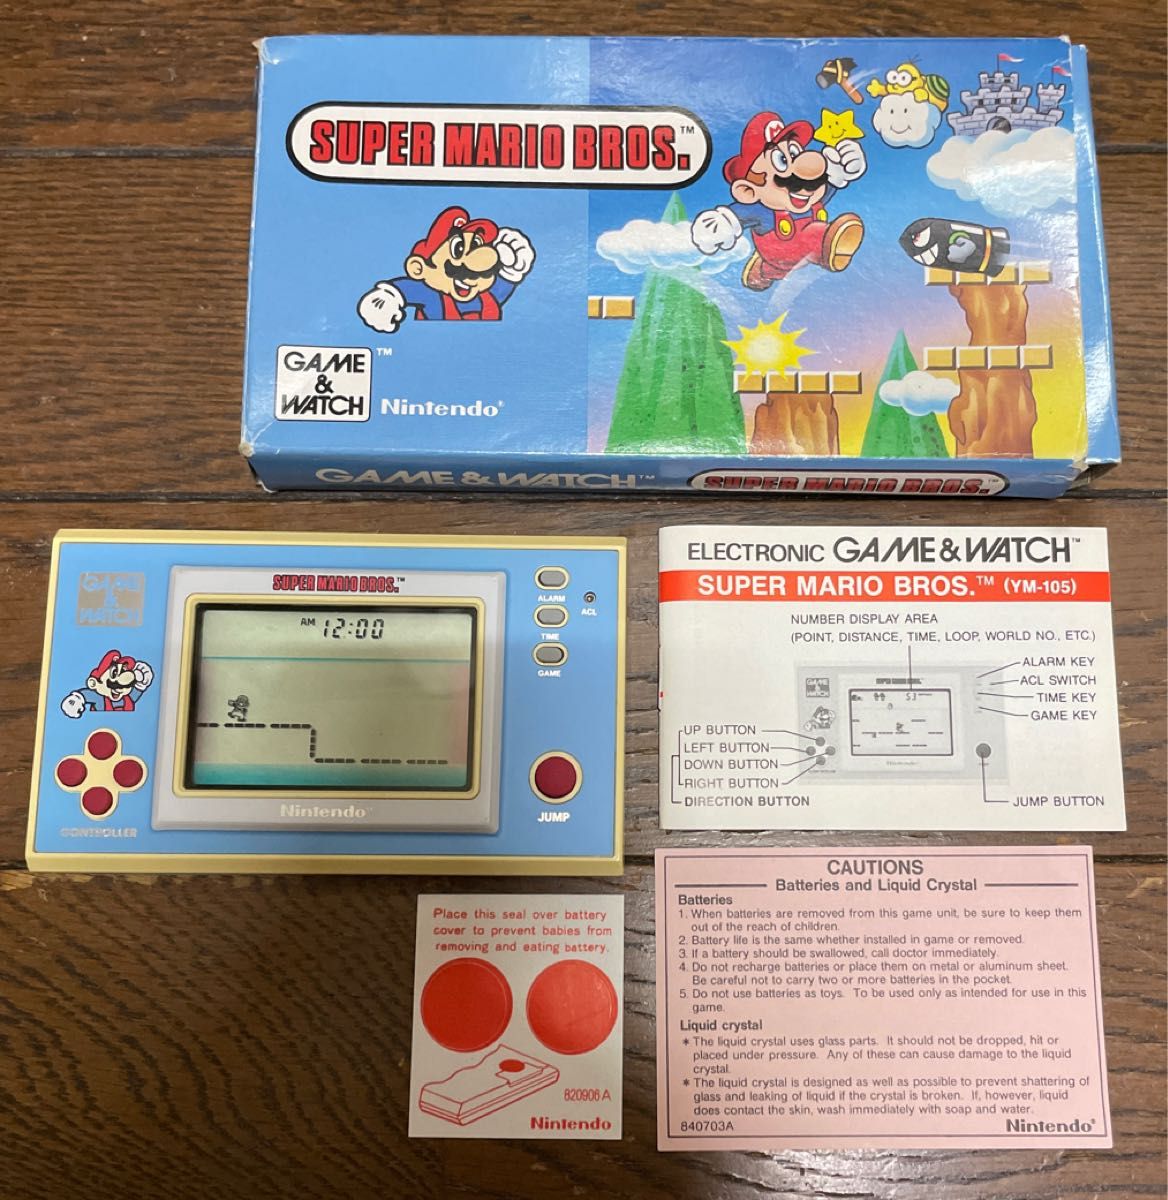 SUPER MARIO BROS.™
GAME
&
WATCH
™
Nintendo®
GAME & WATCH™
SUPER MARIO BROS.™
GAME
&
WATCH
SUPER MARIO BROS.™
AM 12:00
Nintendo™
CONTROLLER
ALARM
ACL
TIME
GAME
JUMP
ELECTRONIC GAME & WATCH™
SUPER MARIO BROS.™ (YM-105)
NUMBER DISPLAY AREA
(POINT, DISTANCE, TIME, LOOP, WORLD NO., ETC.)
ALARM KEY
ACL SWITCH
TIME KEY
GAME KEY
UP BUTTON
LEFT BUTTON
DOWN BUTTON
RIGHT BUTTON
DIRECTION BUTTON
JUMP BUTTON
Place this seal over battery
cover to prevent babies from
removing and eating battery.
820906 A
Nintendo
CAUTIONS
Batteries and Liquid Crystal
Batteries
1. When batteries are removed from this game unit, be sure to keep them
out of the reach of children.
2. Battery life is the same whether installed in game or removed.
3. If a battery should be swallowed, call doctor immediately.
4. Do not recharge batteries or place them on metal or aluminum sheet.
Be careful not to carry two or more batteries in the pocket.
5. Do not use batteries as toys. To be used only as intended for use in this
game.
Liquid crystal
* The liquid crystal uses glass parts. It should not be dropped, hit or
placed under pressure. Any of these can cause damage to the liquid
crystal.
* The liquid crystal is designed as well as possible to prevent shattering of
glass and leaking of liquid if the crystal is broken. If, however, liquid
does contact the skin, wash immediately with soap and water.
840703A
Nintendo®